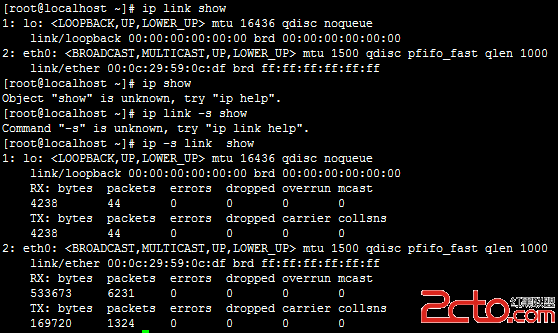 [root@localhost ~]# ip link show
1: lo: <LOOPBACK,UP,LOWER_UP> mtu 16436 qdisc noqueue
    link/loopback 00:00:00:00:00:00 brd 00:00:00:00:00:00
2: eth0: <BROADCAST,MULTICAST,UP,LOWER_UP> mtu 1500 qdisc pfifo_fast qlen 1000
    link/ether 00:0c:29:59:0c:df brd ff:ff:ff:ff:ff:ff
[root@localhost ~]# ip show
Object "show" is unknown, try "ip help".
[root@localhost ~]# ip link -s show
Command "-s" is unknown, try "ip link help".
[root@localhost ~]# ip -s link  show
1: lo: <LOOPBACK,UP,LOWER_UP> mtu 16436 qdisc noqueue
    link/loopback 00:00:00:00:00:00 brd 00:00:00:00:00:00
    RX: bytes  packets  errors  dropped overrun mcast
    4238       44       0       0       0       0
    TX: bytes  packets  errors  dropped carrier collsns
    4238       44       0       0       0       0
2: eth0: <BROADCAST,MULTICAST,UP,LOWER_UP> mtu 1500 qdisc pfifo_fast qlen 1000
    link/ether 00:0c:29:59:0c:df brd ff:ff:ff:ff:ff:ff
    RX: bytes  packets  errors  dropped overrun mcast
    533673     6231     0       0       0       0
    TX: bytes  packets  errors  dropped carrier collsns
    169720     1324     0       0       0       0
2cto.com